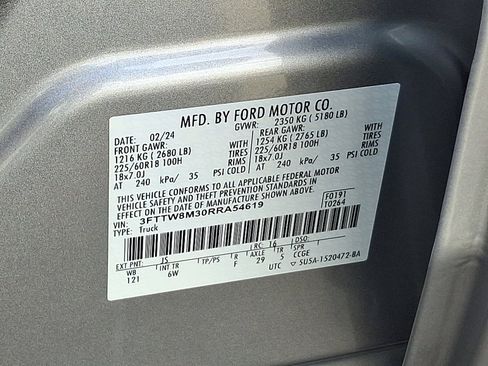 MFD. BY FORD MOTOR CO.
DATE: 02/24 GVWR: 2350 KG ( 5180 LB)
FRONT GAWR: REAR GAWR:
1216 KG ( 2680 LB) WITH 1254 KG ( 2765 LB) WITH
225/60R18 100H TIRES 225/60R18 100H TIRES
18x7.0J RIMS 18x7.0J RIMS
AT 240 kPa/ 35 PSI COLD AT 240 kPa/ 35 PSI COLD
THIS VEHICLE CONFORMS TO ALL APPLICABLE FEDERAL MOTOR
VEHICLE SAFETY AND THEFT PREVENTION STANDARDS IN
EFFECT ON THE DATE OF MANUFACTURE SHOWN ABOVE.
VIN: 3FTTW8M30RRA54619 F0191
TYPE: Truck T0264
EXT PNT: JS RC: 16 DSO:
WB INT TR TP/PS R AXLE TR SPR
121 6W F 29 5 CCGE
UTC 5U5A-1520472-BA